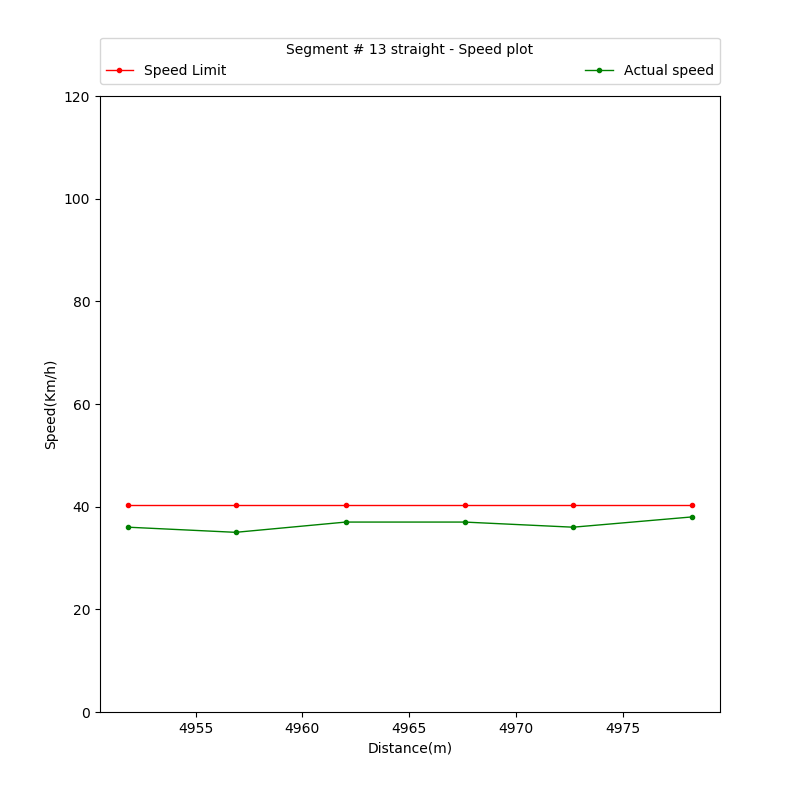 Segment # 13 straight - Speed plot
Speed Limit
Actual speed
120
100
80
60
40
20
0
Speed(Km/h)
4955
4960
4965
4970
4975
Distance(m)